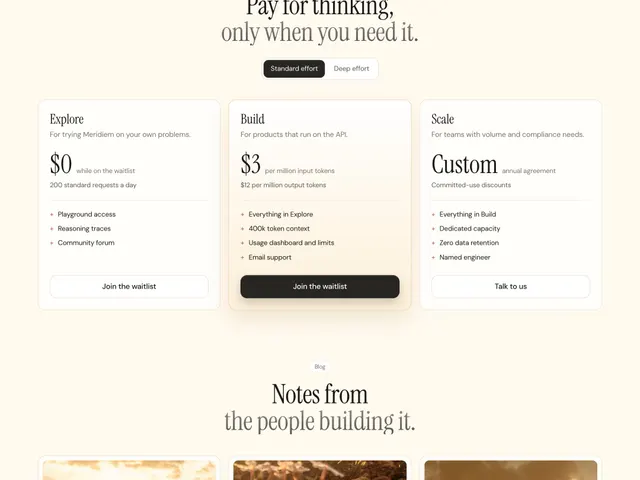 Pay for thinking,
only when you need it.
Standard effort
Deep effort
Explore
For trying Meridiem on your own problems.
$0 while on the waitlist
200 standard requests a day
+ Playground access
+ Reasoning traces
+ Community forum
Join the waitlist
Build
For products that run on the API.
$3 per million input tokens
$12 per million output tokens
+ Everything in Explore
+ 400k token context
+ Usage dashboard and limits
+ Email support
Join the waitlist
Scale
For teams with volume and compliance needs.
Custom annual agreement
Committed-use discounts
+ Everything in Build
+ Dedicated capacity
+ Zero data retention
+ Named engineer
Talk to us
Blog
Notes from
the people building it.